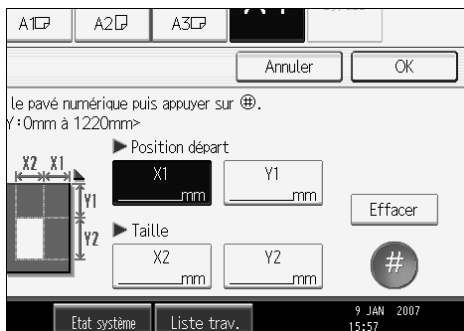 A1 A2 A3
Annuler OK
le pavé numérique puis appuyer sur #.
Y:0mm à 1220mm>
X2 X1
Y1
Y2
▶ Position départ
X1 Y1
mm mm
Effacer
▶ Taille
X2 Y2
mm mm
#
Etat système Liste trav. 9 JAN 2007
15:57